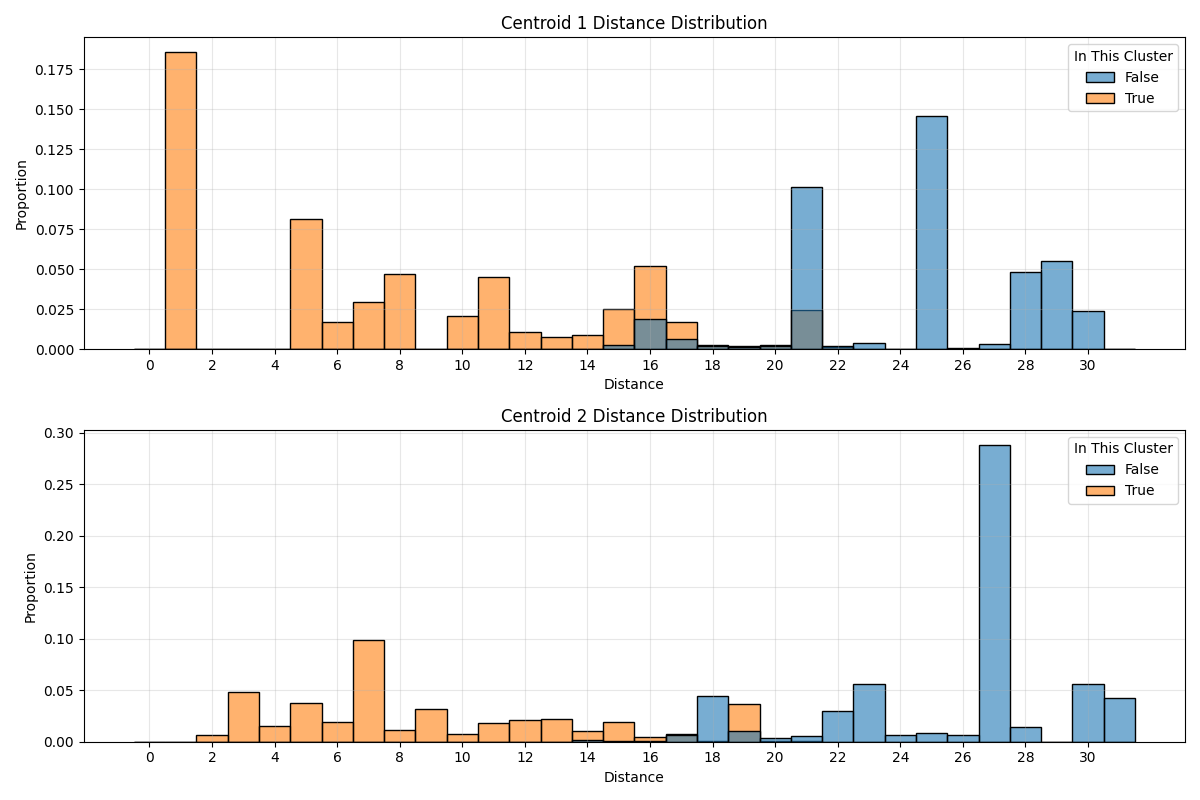 Centroid 1 Distance Distribution
In This Cluster
False
True
Proportion
0.175
0.150
0.125
0.100
0.075
0.050
0.025
0.000
0 2 4 6 8 10 12 14 16 18 20 22 24 26 28 30
Distance
Centroid 2 Distance Distribution
In This Cluster
False
True
Proportion
0.30
0.25
0.20
0.15
0.10
0.05
0.00
0 2 4 6 8 10 12 14 16 18 20 22 24 26 28 30
Distance